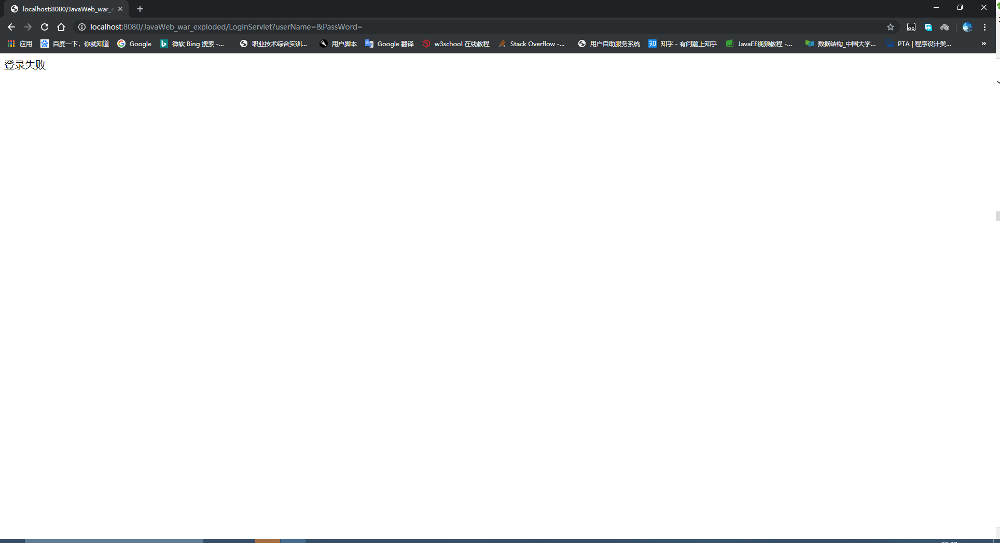 localhost:8080/JavaWeb_war_
localhost:8080/JavaWeb_war_exploded/LoginServlet?userName=&PassWord=
应用 百度一下，你就知道 Google 微软 Bing 搜索 -... 职业技术综合实训... 用户脚本 Google 翻译 w3school 在线教程 Stack Overflow -... 用户自助服务系统 知 知乎 - 有问题上知乎 JavaEE视频教程 -... 数据结构_中国大学... PTA | 程序设计类... »
登录失败